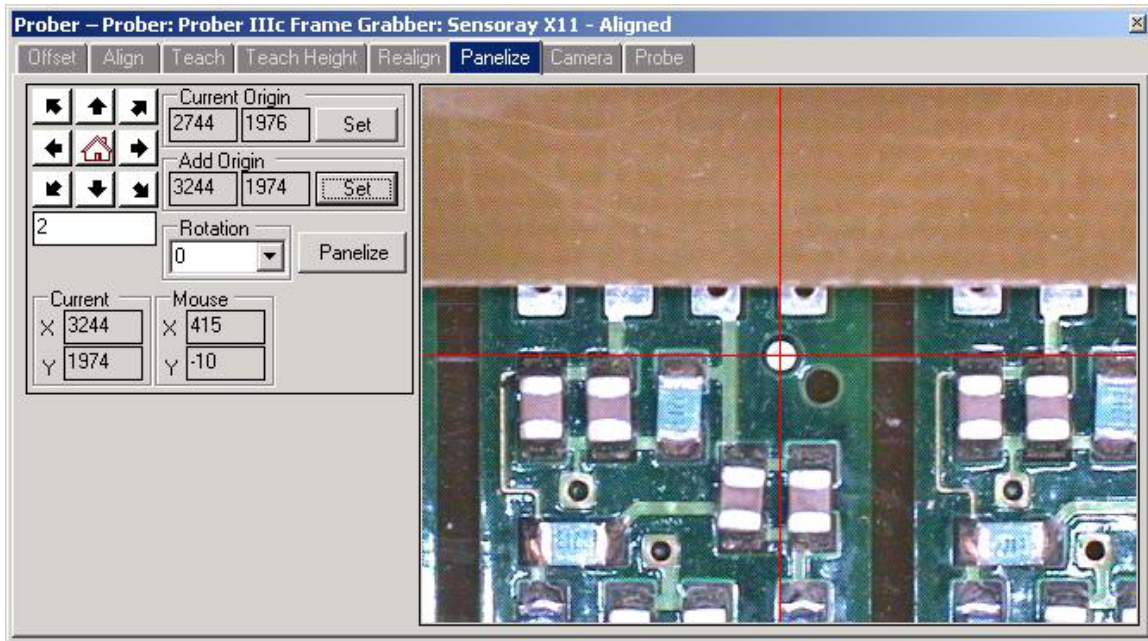 Prober – Prober: Prober IIIc Frame Grabber: Sensoray X11 - Aligned
Offset Align Teach Teach Height Realign Panelize Camera Probe
Current Origin
2744 1976 Set
Add Origin
3244 1974 Set
2
Rotation
0 Panelize
Current Mouse
X 3244 X 415
Y 1974 Y -10